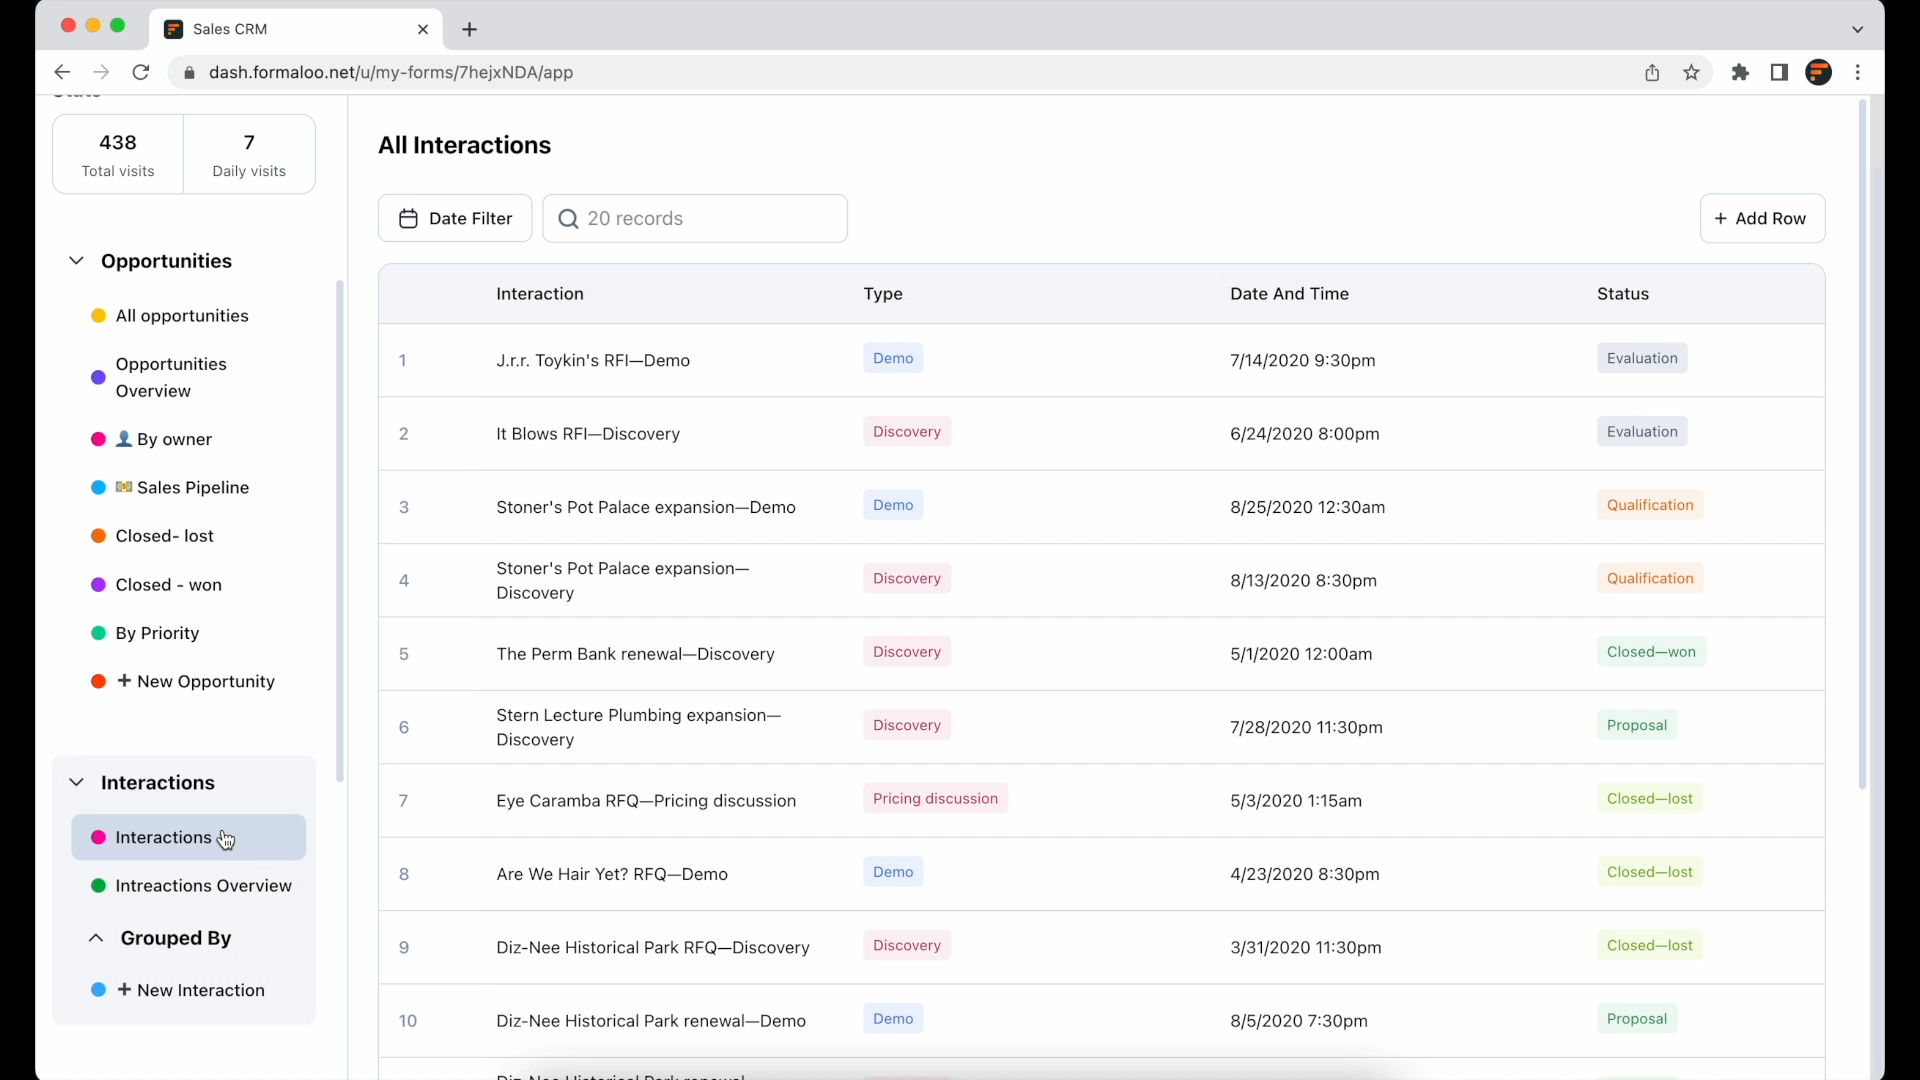 Sales CRM
dash.formaloo.net/u/my-forms/7hejxNDA/app
438
Total visits
7
Daily visits
Opportunities
All opportunities
Opportunities
Overview
By owner
Sales Pipeline
Closed- lost
Closed - won
By Priority
+ New Opportunity
Interactions
Interactions
Intreactions Overview
Grouped By
+ New Interaction
All Interactions
Date Filter
20 records
+ Add Row
Interaction Type Date And Time Status
1 J.r.r. Toykin's RFI—Demo Demo 7/14/2020 9:30pm Evaluation
2 It Blows RFI—Discovery Discovery 6/24/2020 8:00pm Evaluation
3 Stoner's Pot Palace expansion—Demo Demo 8/25/2020 12:30am Qualification
4 Stoner's Pot Palace expansion—
Discovery Discovery 8/13/2020 8:30pm Qualification
5 The Perm Bank renewal—Discovery Discovery 5/1/2020 12:00am Closed—won
6 Stern Lecture Plumbing expansion—
Discovery Discovery 7/28/2020 11:30pm Proposal
7 Eye Caramba RFQ—Pricing discussion Pricing discussion 5/3/2020 1:15am Closed—lost
8 Are We Hair Yet? RFQ—Demo Demo 4/23/2020 8:30pm Closed—lost
9 Diz-Nee Historical Park RFQ—Discovery Discovery 3/31/2020 11:30pm Closed—lost
10 Diz-Nee Historical Park renewal—Demo Demo 8/5/2020 7:30pm Proposal